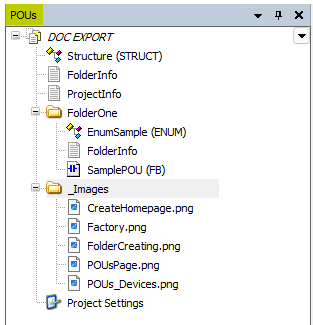 POUs
DOC EXPORT
Structure (STRUCT)
FolderInfo
ProjectInfo
FolderOne
EnumSample (ENUM)
FolderInfo
SamplePOU (FB)
_Images
CreateHomepage.png
Factory.png
FolderCreating.png
POUsPage.png
POUs_Devices.png
Project Settings